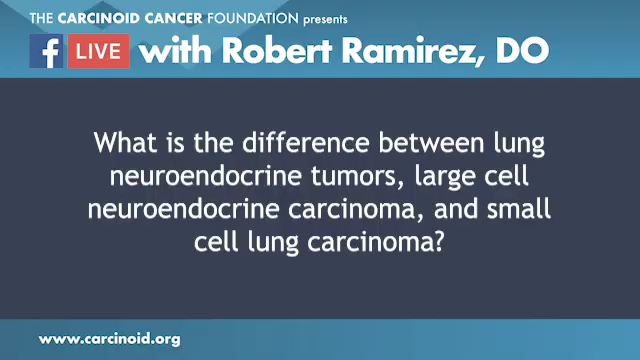 THE CARCINOID CANCER FOUNDATION presents
f LIVE with Robert Ramirez, DO
What is the difference between lung
neuroendocrine tumors, large cell
neuroendocrine carcinoma, and small
cell lung carcinoma?
www.carcinoid.org